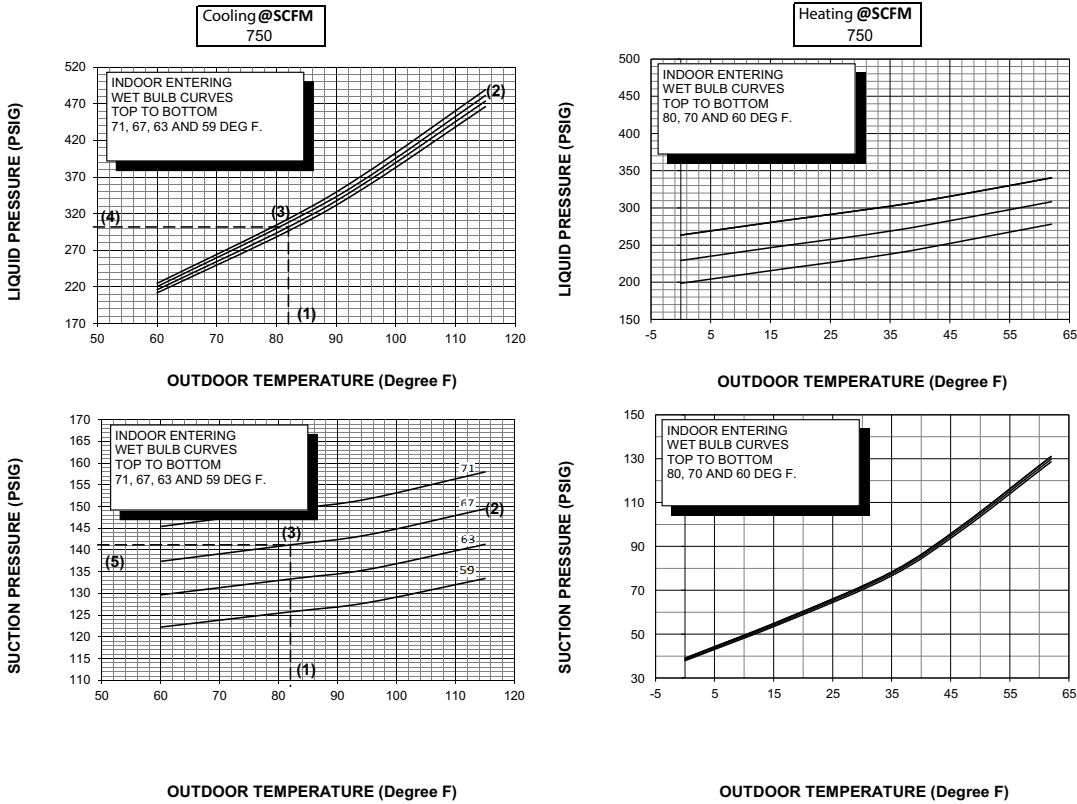 Cooling @SCFM
750
Heating @SCFM
750
LIQUID PRESSURE (PSIG)
520
470
420
370
320
270
220
170
INDOOR ENTERING
WET BULB CURVES
TOP TO BOTTOM
71, 67, 63 AND 59 DEG F.
(2)
(3)
(4)
(1)
50 60 70 80 90 100 110 120
OUTDOOR TEMPERATURE (Degree F)
LIQUID PRESSURE (PSIG)
500
450
400
350
300
250
200
150
INDOOR ENTERING
WET BULB CURVES
TOP TO BOTTOM
80, 70 AND 60 DEG F.
-5 5 15 25 35 45 55 65
OUTDOOR TEMPERATURE (Degree F)
SUCTION PRESSURE (PSIG)
170
165
160
155
150
145
140
135
130
125
120
115
110
INDOOR ENTERING
WET BULB CURVES
TOP TO BOTTOM
71, 67, 63 AND 59 DEG F.
71
67
(2)
(3)
63
(5)
59
(1)
50 60 70 80 90 100 110 120
OUTDOOR TEMPERATURE (Degree F)
SUCTION PRESSURE (PSIG)
150
130
110
90
70
50
30
INDOOR ENTERING
WET BULB CURVES
TOP TO BOTTOM
80, 70 AND 60 DEG F.
-5 5 15 25 35 45 55 65
OUTDOOR TEMPERATURE (Degree F)